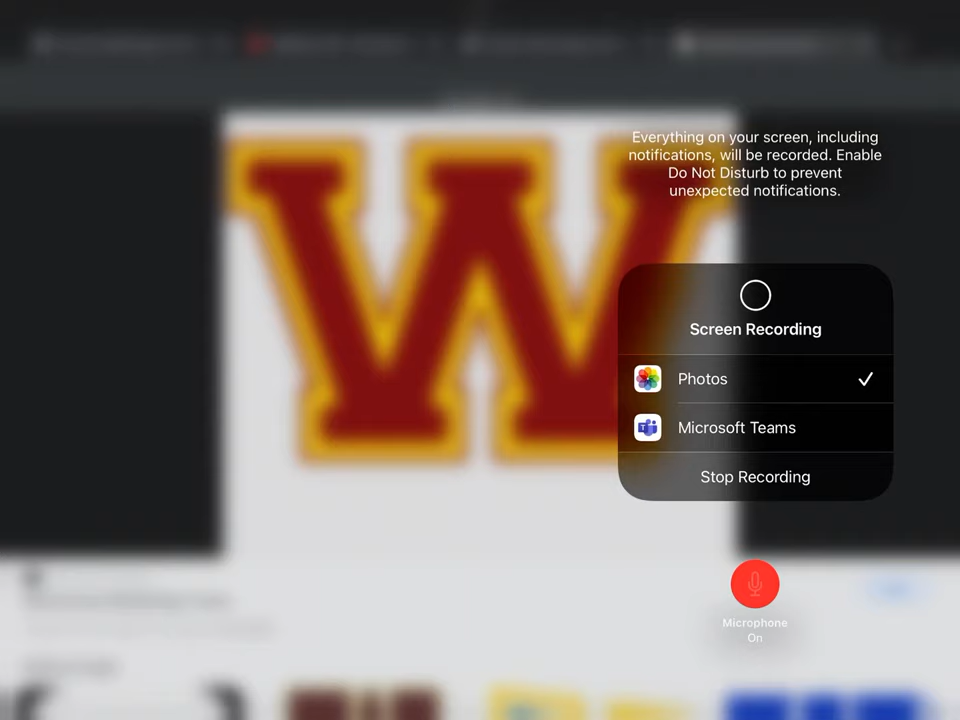 W
Everything on your screen, including
notifications, will be recorded. Enable
Do Not Disturb to prevent
unexpected notifications.
Screen Recording
Photos
Microsoft Teams
Stop Recording
Microphone
On